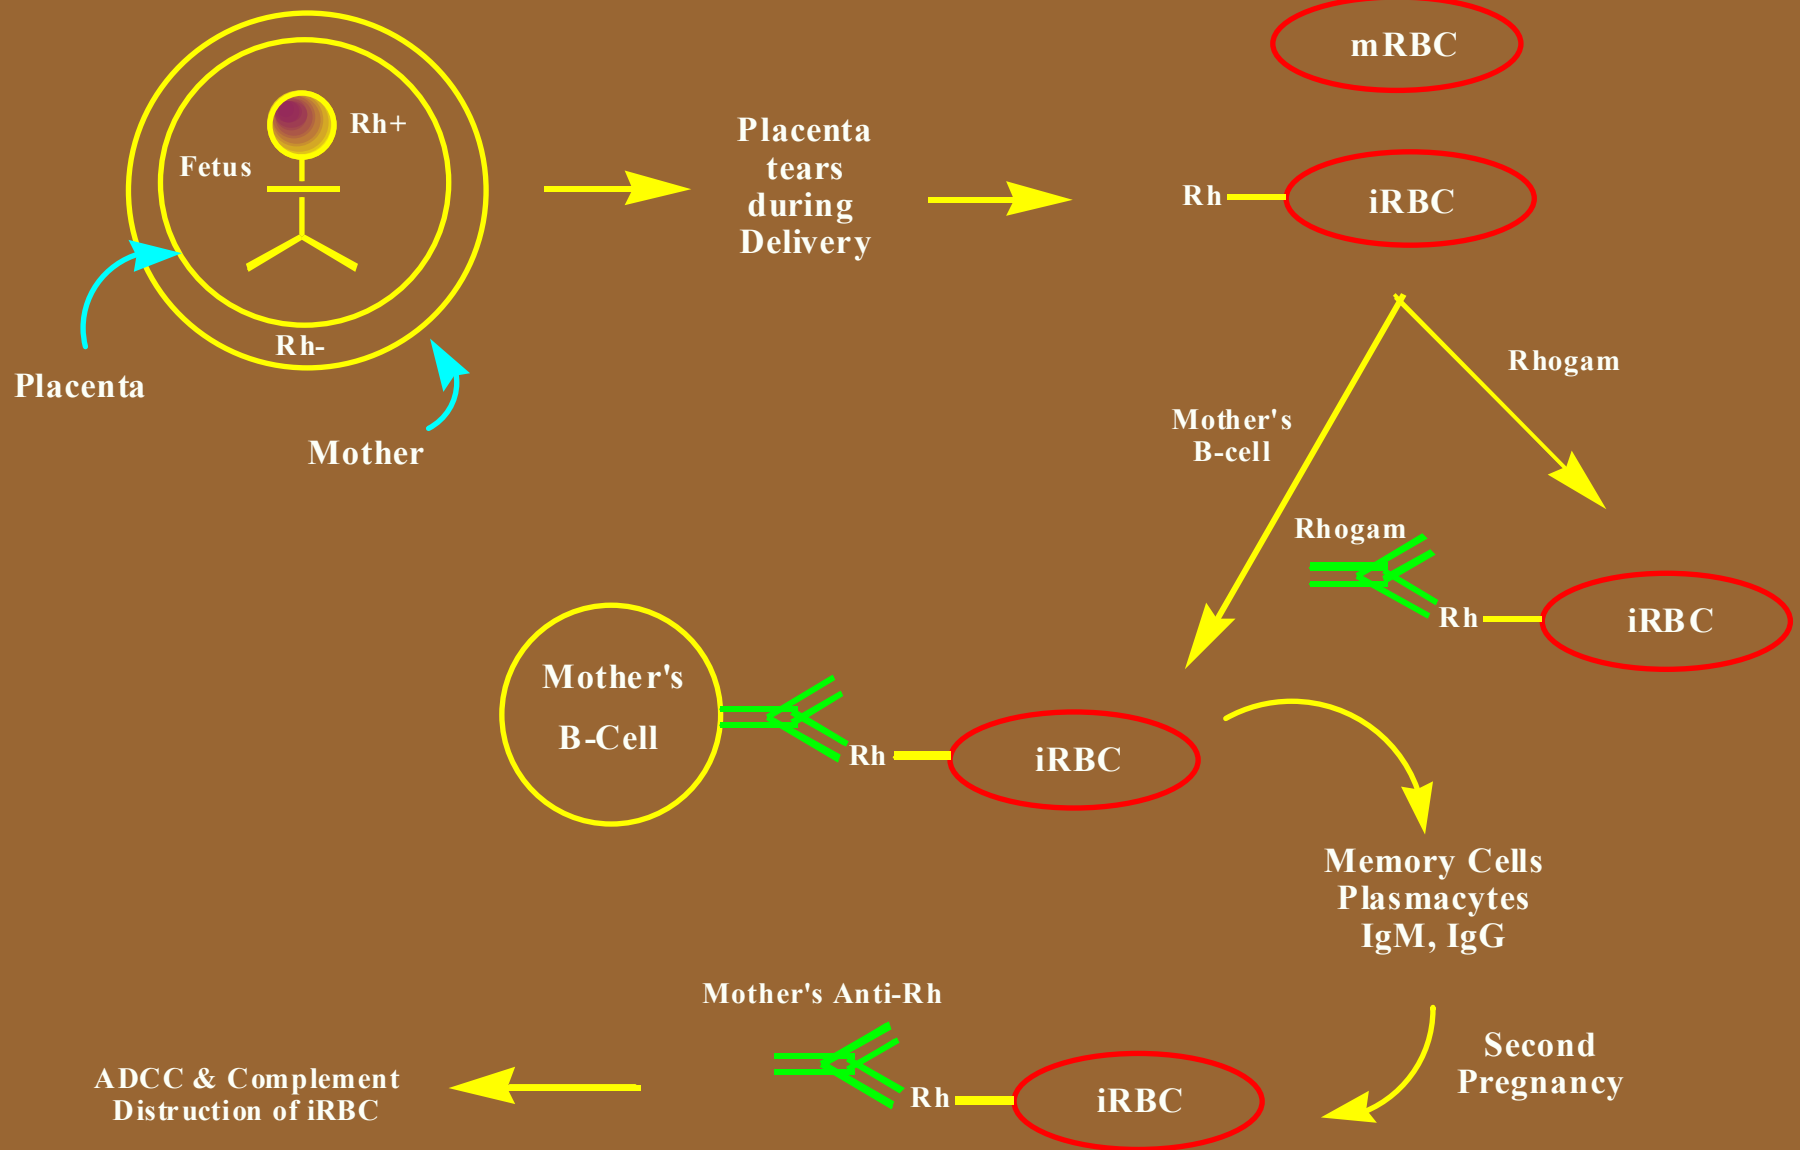 Rh+
Fetus
Rh-
Placenta
Mother
Placenta
tears
during
Delivery
mRBC
Rh
iRBC
Mother's
B-cell
Rhogam
Rhogam
Rh
iRBC
Mother's
B-Cell
Rh
iRBC
Memory Cells
Plasmacytes
IgM, IgG
Second
Pregnancy
Mother's Anti-Rh
Rh
iRBC
ADCC & Complement
Distruction of iRBC